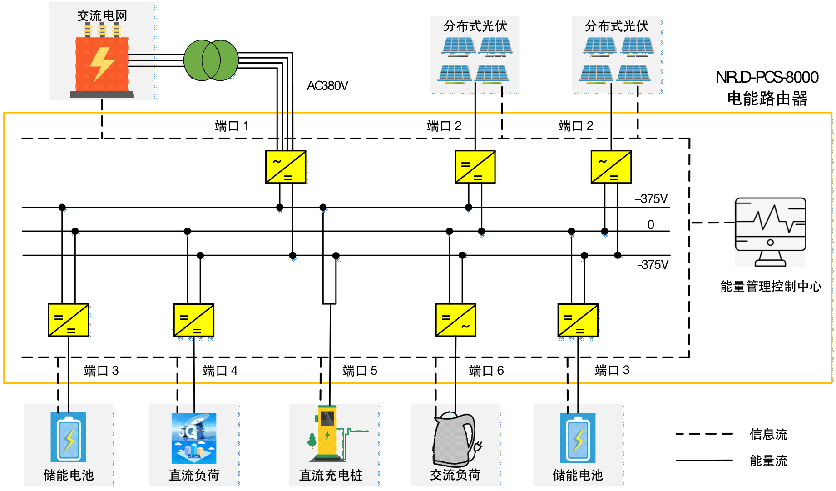 交流电网
分布式光伏
分布式光伏
NRJD-PCS-8000
电能路由器
AC380V
端口 1
端口 2
端口 2
~
=
=
=
~
=
–375V
0
-375V
能量管理控制中心
=
=
=
=
=
~
=
=
端口 3
端口 4
端口 5
端口 6
端口 3
5G
DATA
储能电池
直流负荷
直流充电桩
交流负荷
储能电池
信息流
能量流